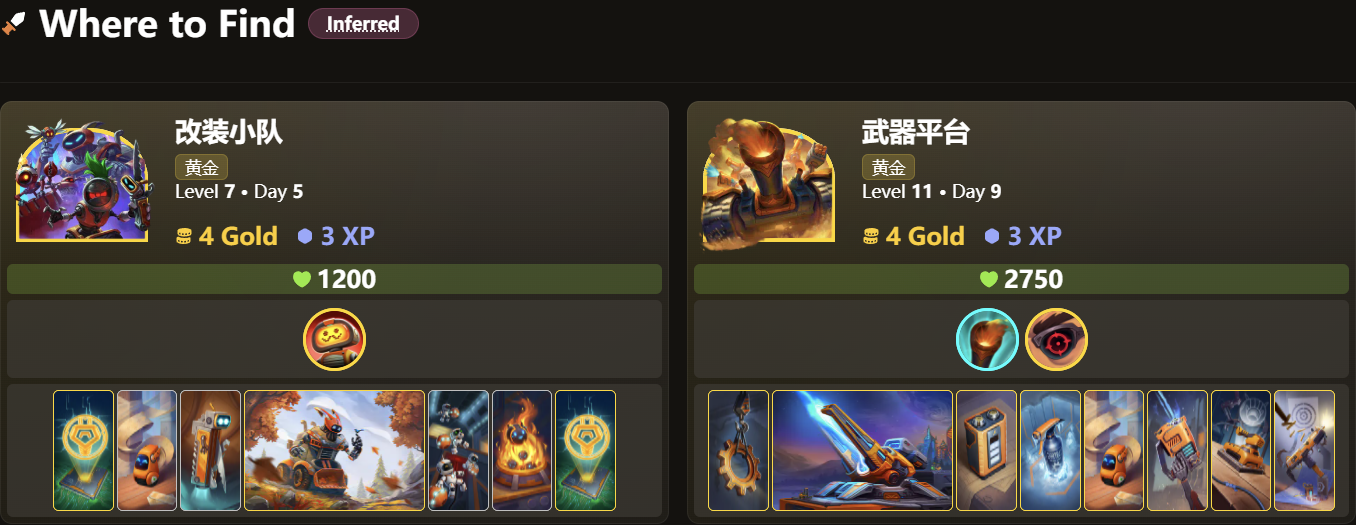 Where to Find Inferred
改装小队
黄金
Level 7 • Day 5
4 Gold 3 XP
1200
武器平台
黄金
Level 11 • Day 9
4 Gold 3 XP
2750